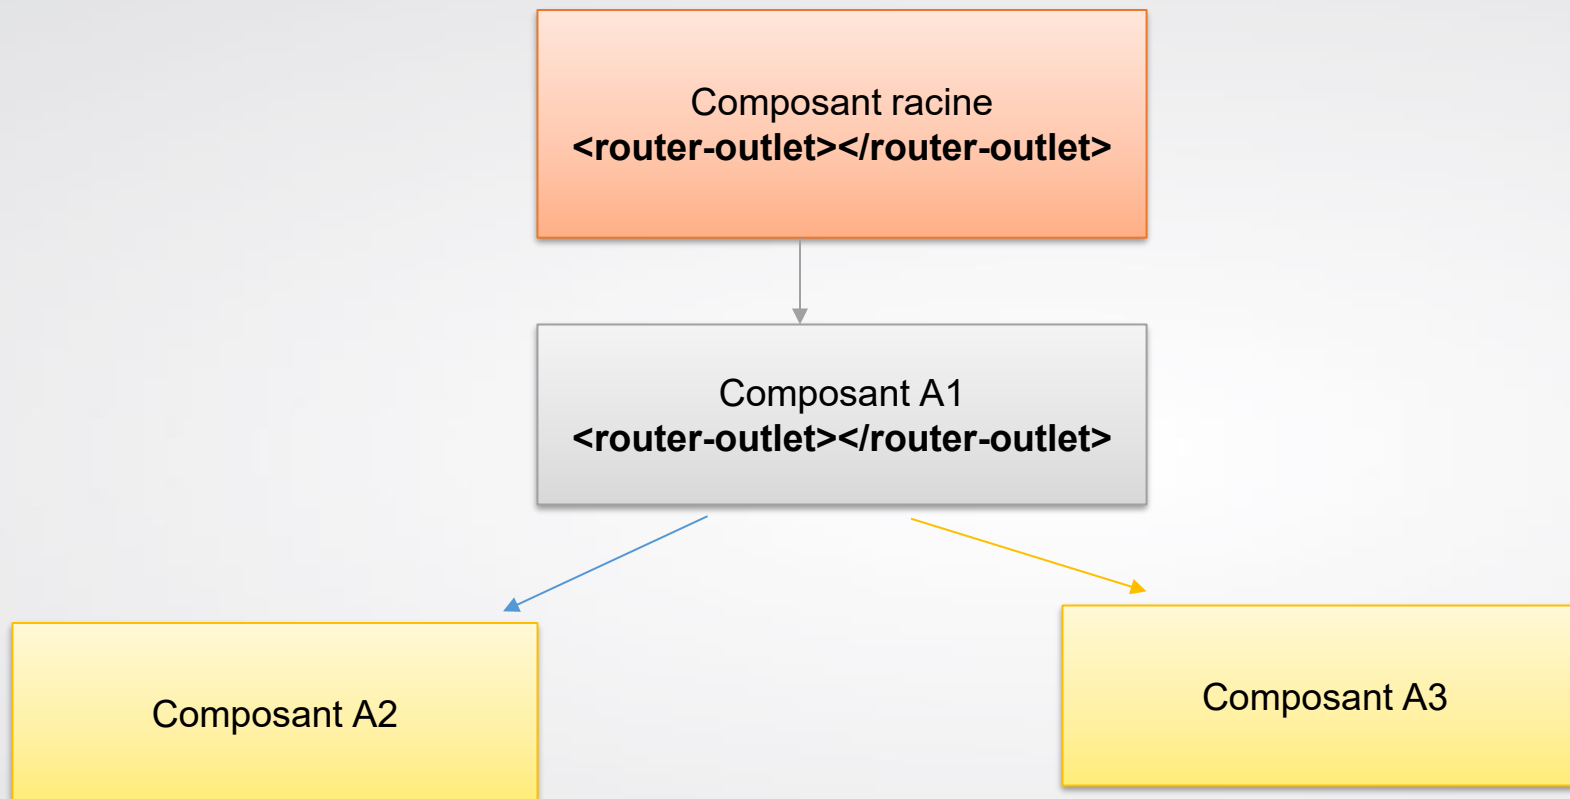 Composant racine
<router-outlet></router-outlet>
Composant A1
<router-outlet></router-outlet>
Composant A2
Composant A3